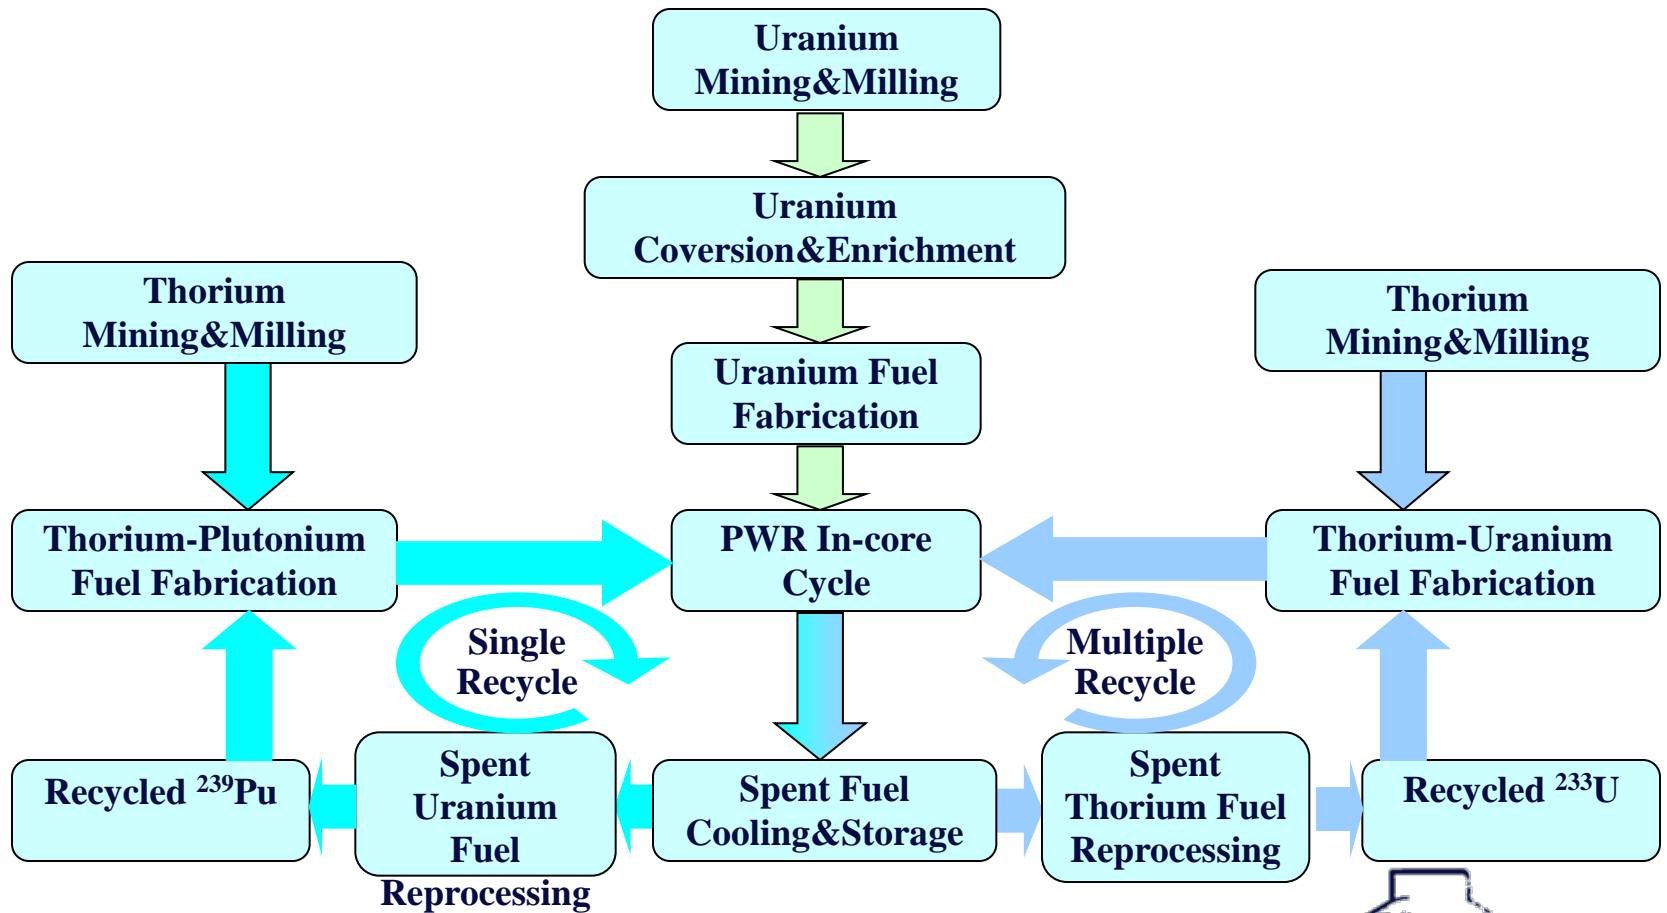 Uranium
Mining&Milling
Uranium
Coversion&Enrichment
Thorium
Mining&Milling
Thorium
Mining&Milling
Uranium Fuel
Fabrication
Thorium-Plutonium
Fuel Fabrication
PWR In-core
Cycle
Thorium-Uranium
Fuel Fabrication
Single
Recycle
Multiple
Recycle
Recycled ²³⁹Pu
Spent
Uranium
Fuel
Reprocessing
Spent Fuel
Cooling&Storage
Spent
Thorium Fuel
Reprocessing
Recycled ²³³U